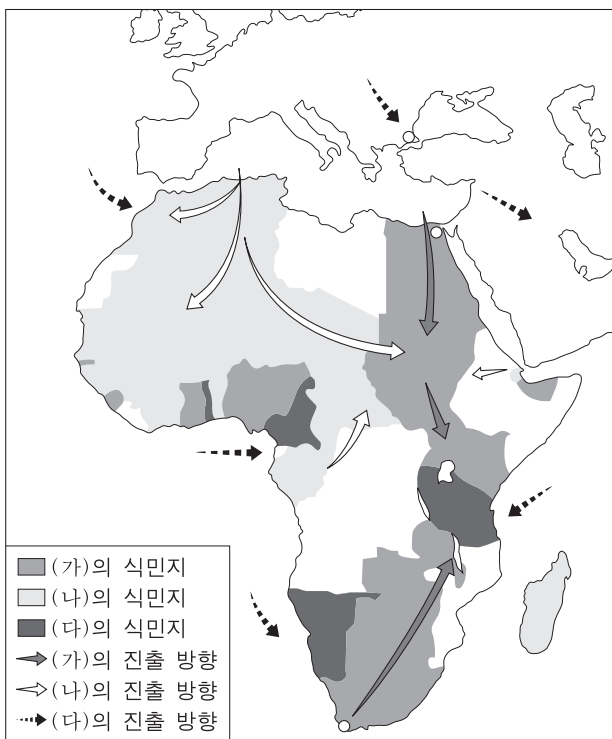 (가)의 식민지
(나)의 식민지
(다)의 식민지
(가)의 진출 방향
(나)의 진출 방향
(다)의 진출 방향